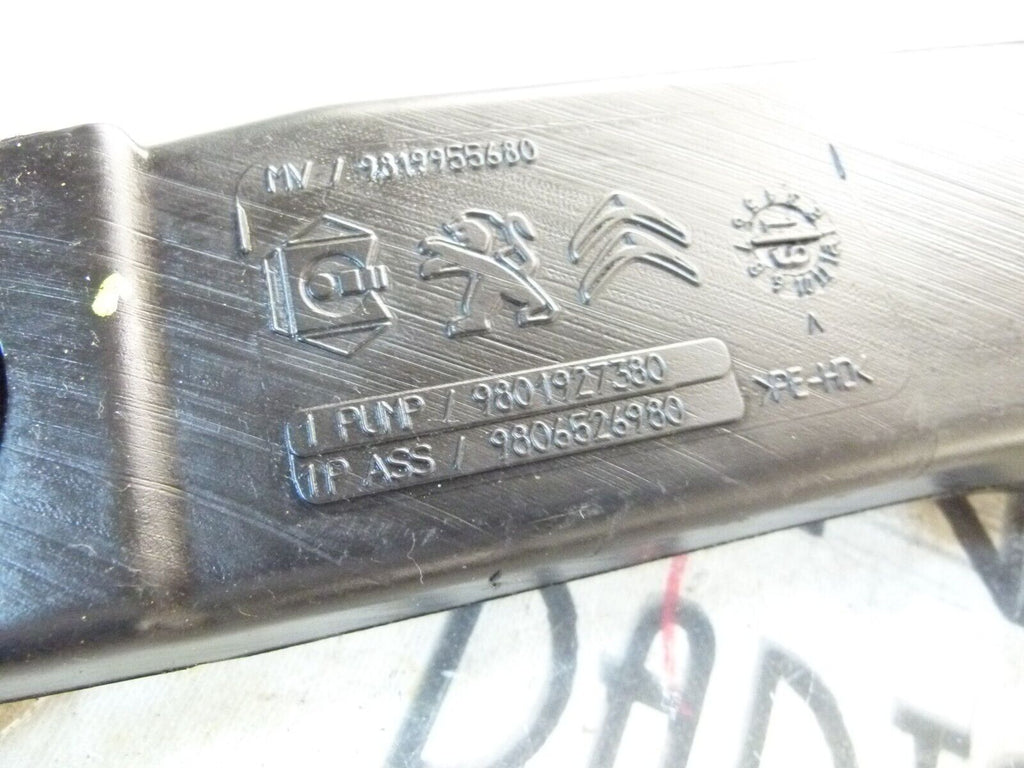 MV / 9819955680
1 PUMP / 9801927380
1P ASS / 9806526980
>PE-HD<